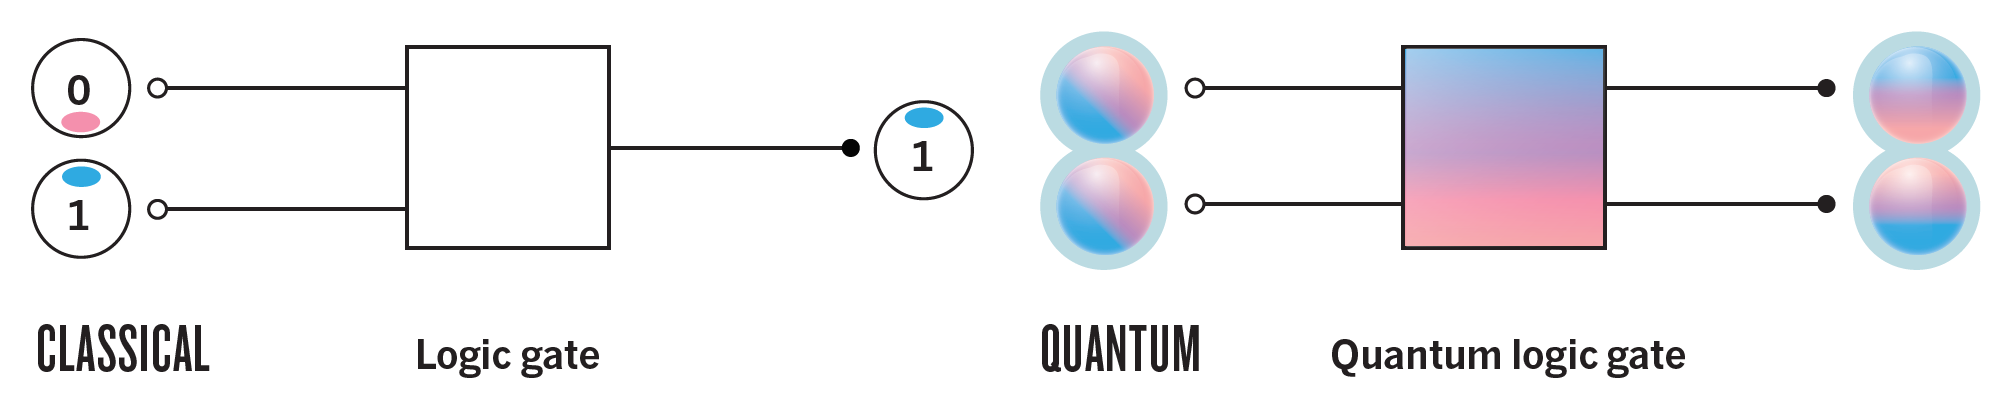 0
1
1
CLASSICAL
Logic gate
QUANTUM
Quantum logic gate